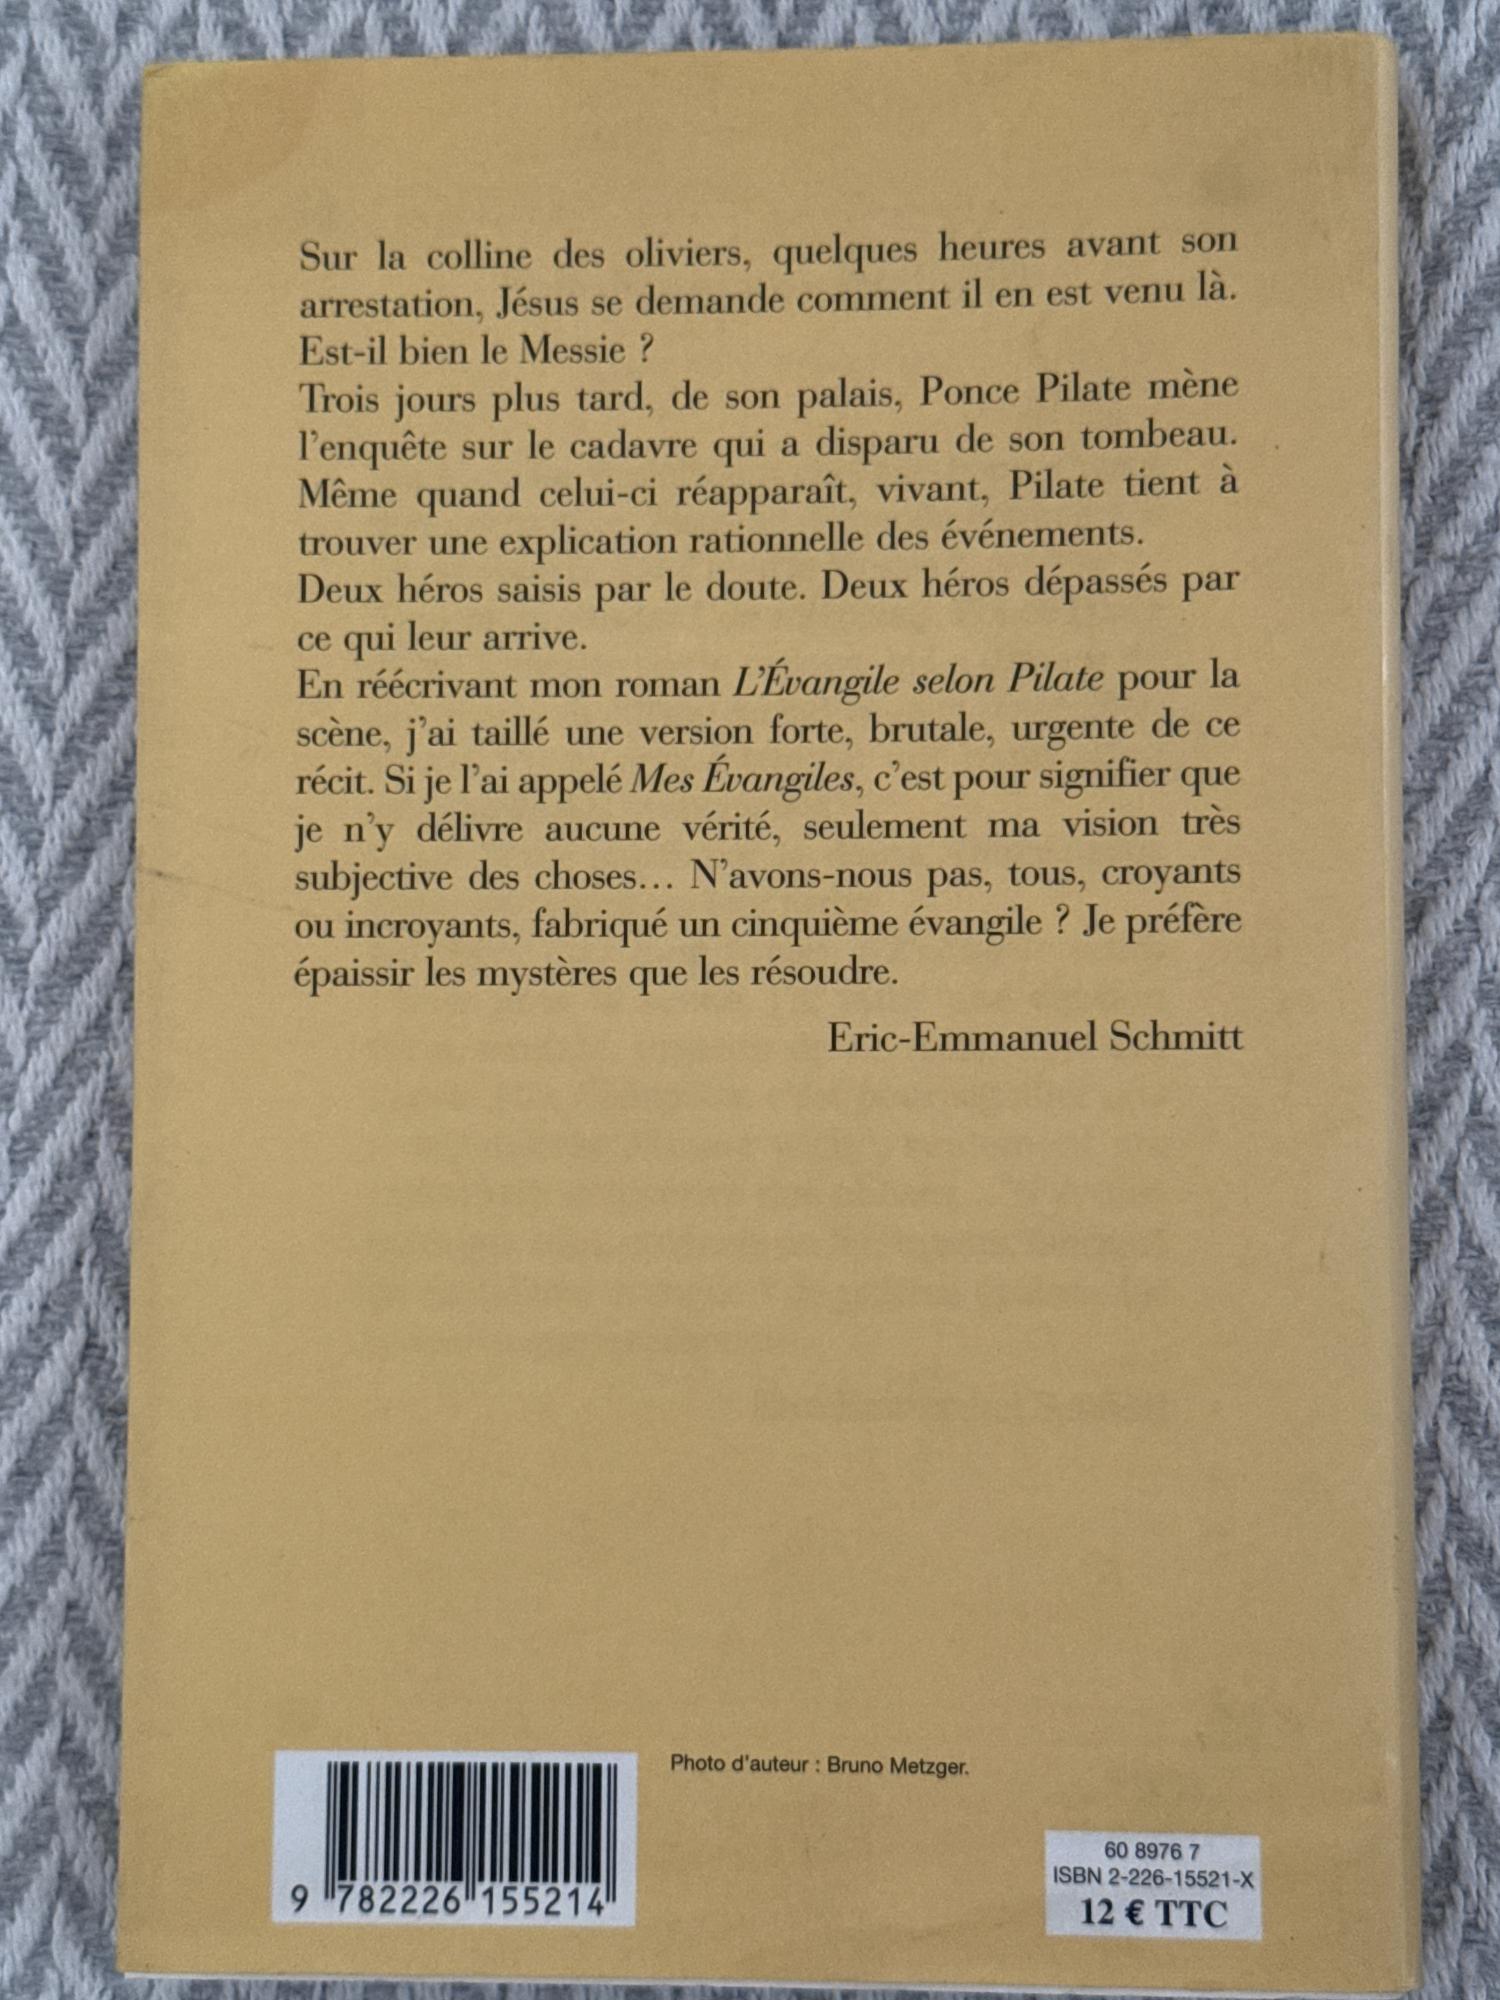 Sur la colline des oliviers, quelques heures avant son
arrestation, Jésus se demande comment il en est venu là.
Est-il bien le Messie ?
Trois jours plus tard, de son palais, Ponce Pilate mène
l'enquête sur le cadavre qui a disparu de son tombeau.
Même quand celui-ci réapparaît, vivant, Pilate tient à
trouver une explication rationnelle des événements.
Deux héros saisis par le doute. Deux héros dépassés par
ce qui leur arrive.
En réécrivant mon roman L'Évangile selon Pilate pour la
scène, j'ai taillé une version forte, brutale, urgente de ce
récit. Si je l'ai appelé Mes Évangiles, c'est pour signifier que
je n'y délivre aucune vérité, seulement ma vision très
subjective des choses... N'avons-nous pas, tous, croyants
ou incroyants, fabriqué un cinquième évangile ? Je préfère
épaissir les mystères que les résoudre.
Eric-Emmanuel Schmitt
Photo d'auteur : Bruno Metzger.
60 8976 7
ISBN 2-226-15521-X
12 € TTC
9 782226 155214